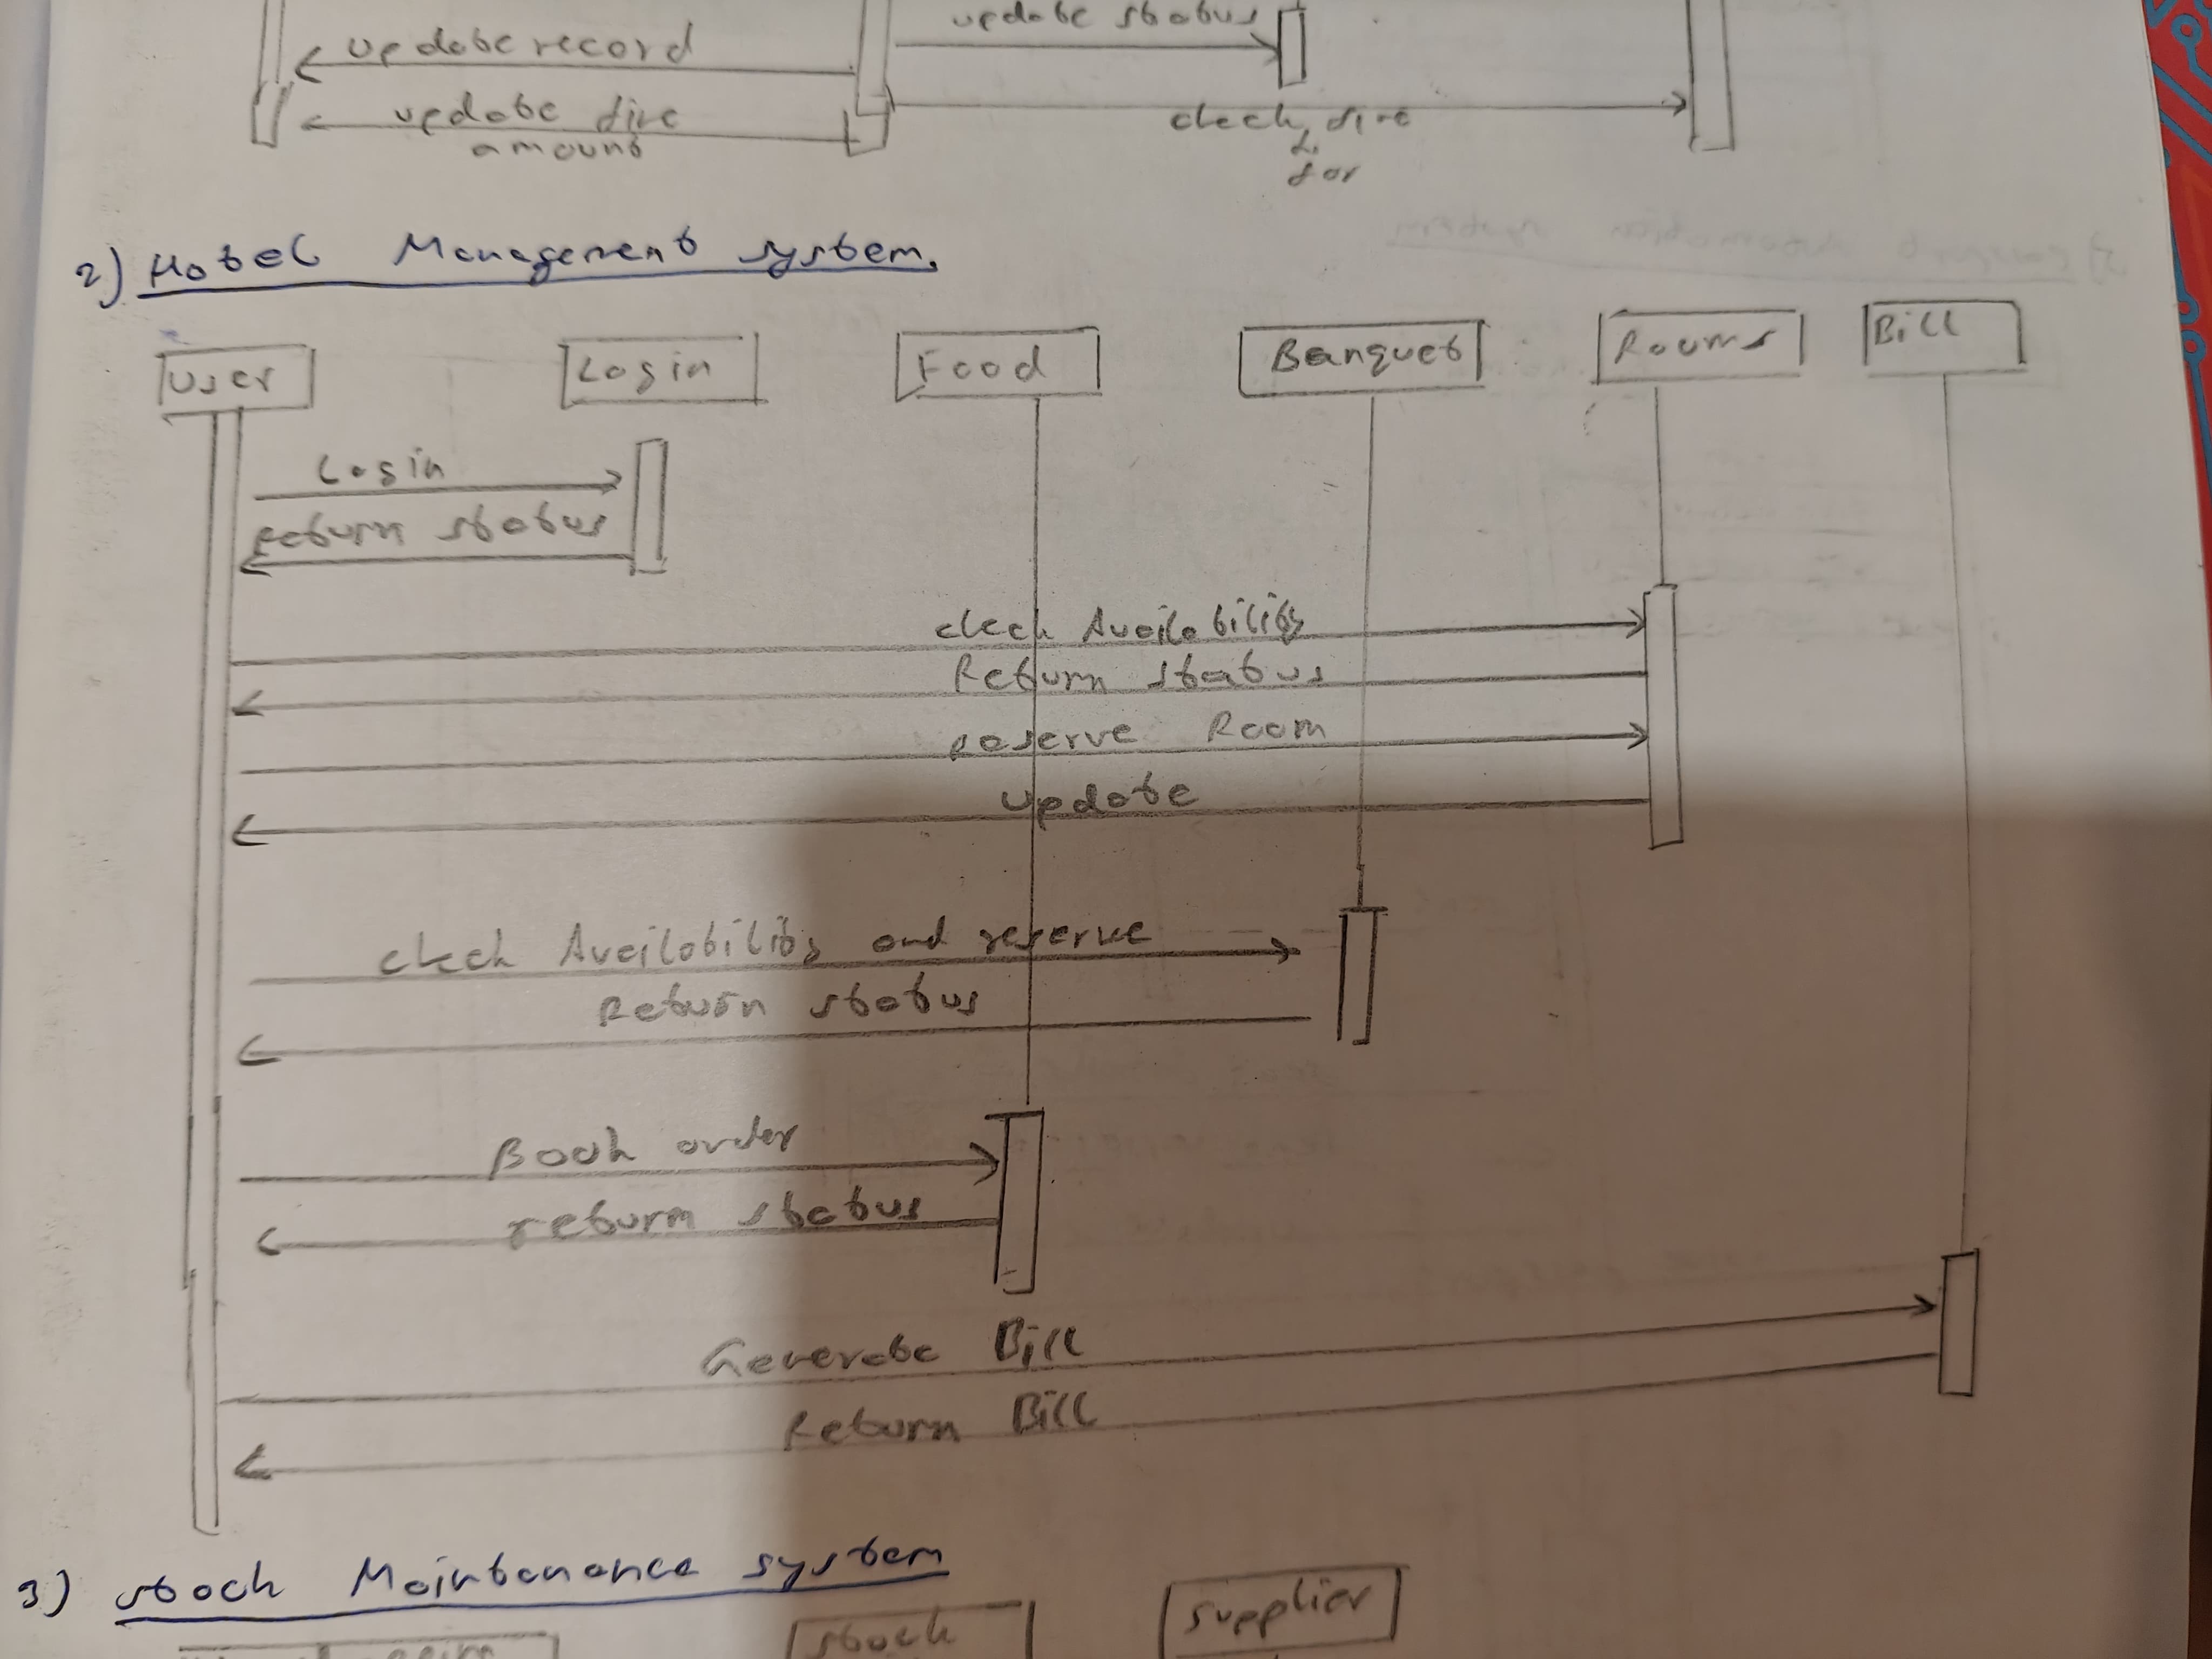 update status
update record
update fine
amount
check fine
for
2) Hotel Management system.
User
Login
Food
Banquet
Rooms
Bill
Login
return status
check Availability
Return status
reserve Room
update
check Availability and reserve
Return status
Book order
return status
Generate Bill
Return Bill
3) stock Maintenance system
stock
supplier